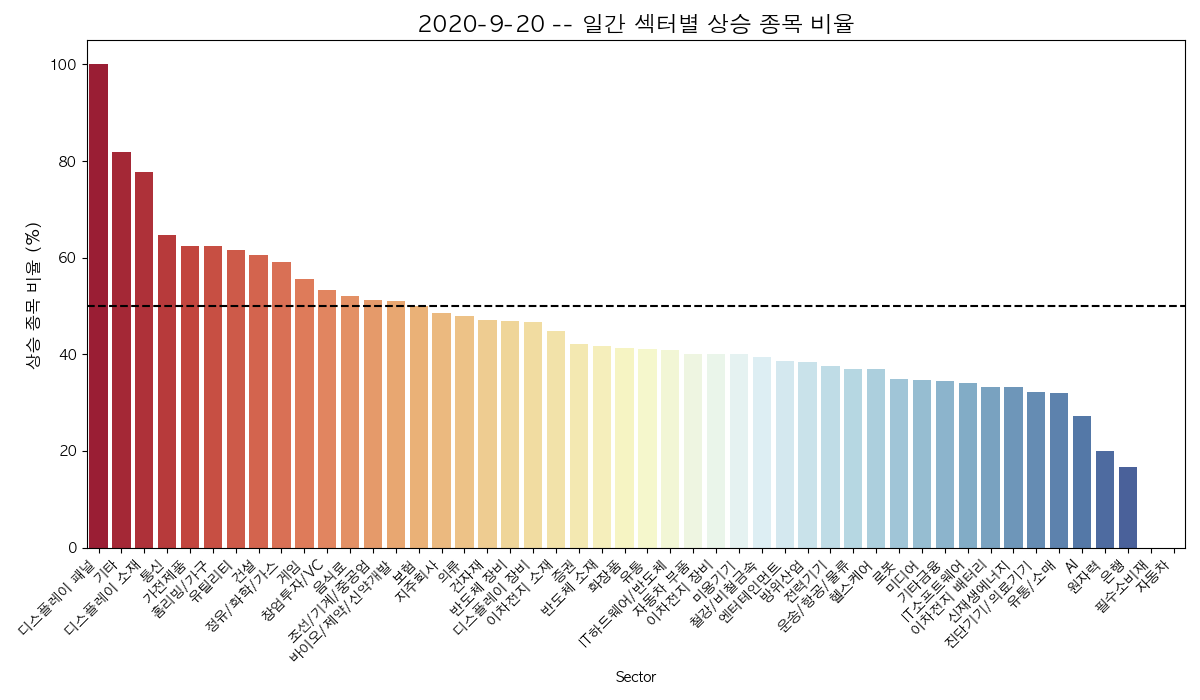 2020-9-20 -- 일간 섹터별 상승 종목 비율
상승 종목 비율 (%)
100
80
60
40
20
0
디스플레이 패널
기타
디스플레이 소재
통신
가전제품
홈리빙/가구
유틸리티
건설
정유/화학/가스
게임
창업투자/VC
음식료
조선/기계/중공업
바이오/제약/신약개발
보험
지주회사
의류
건자재
반도체 장비
디스플레이 장비
이차전지 소재
증권
반도체 소재
화장품
유통
IT하드웨어/반도체
자동차 부품
이차전지 장비
미용기기
철강/비철금속
엔터테인먼트
방위산업
전력기기
운송/항공/물류
헬스케어
로봇
미디어
기타금융
IT소프트웨어
이차전지 배터리
신재생에너지
진단기기/의료기기
유통/소매
AI
원자력
은행
필수소비재
자동차
Sector